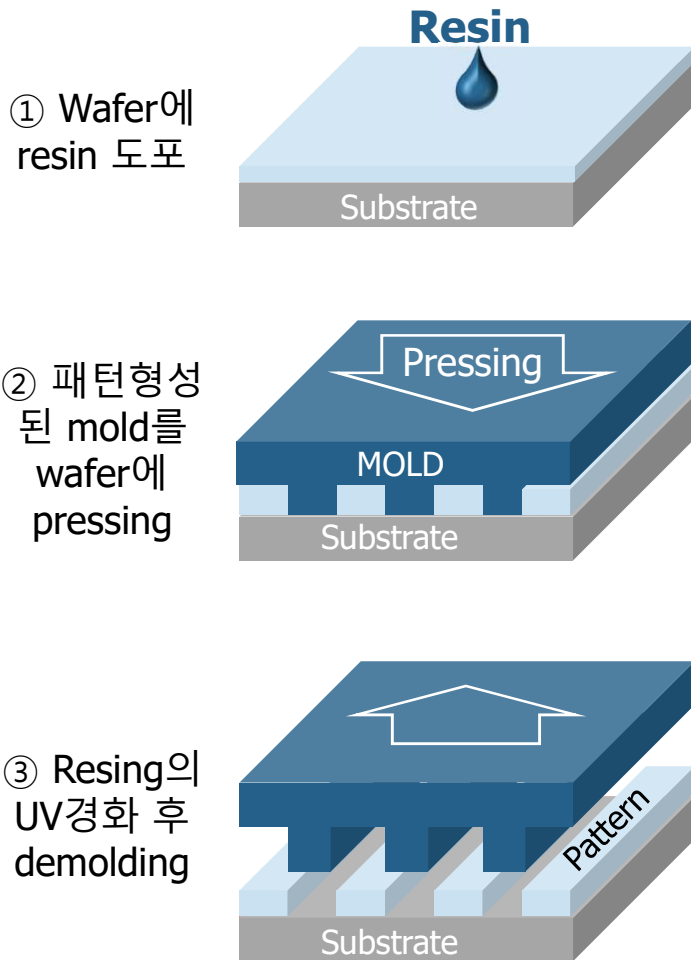 Resin
① Wafer에
resin 도포
Substrate
② 패턴형성
된 mold를
wafer에
pressing
Pressing
MOLD
Substrate
③ Resing의
UV경화 후
demolding
Pattern
Substrate